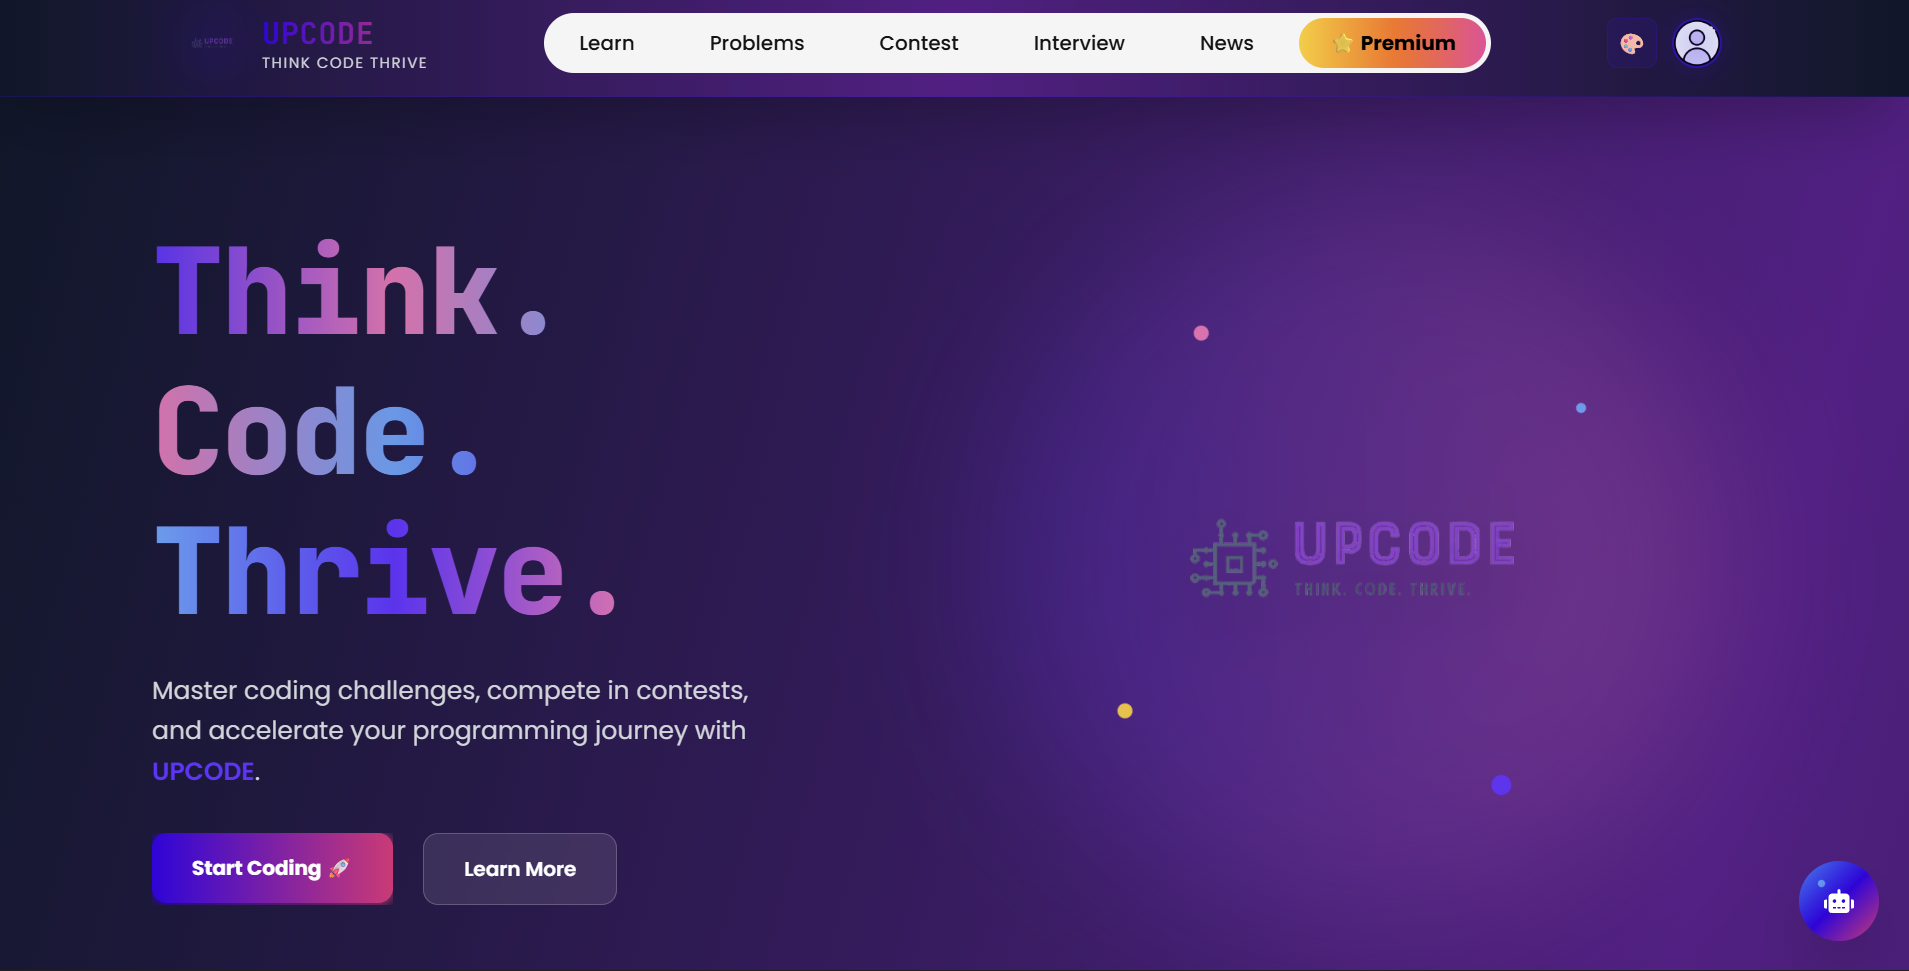 UPCODE
UPCODE
THINK CODE THRIVE
Learn
Problems
Contest
Interview
News
⭐ Premium
Think.
Code.
Thrive.
Master coding challenges, compete in contests,
and accelerate your programming journey with
UPCODE.
Start Coding 🚀
Learn More
UPCODE
THINK. CODE. THRIVE.